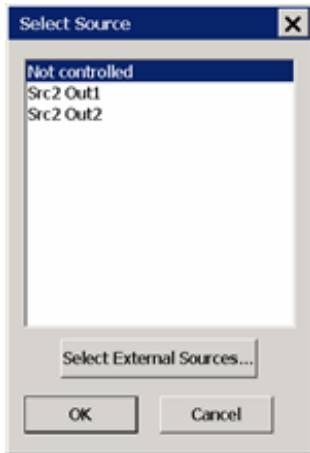 Select Source
Not controlled
Src2 Out1
Src2 Out2
Select External Sources...
OK
Cancel